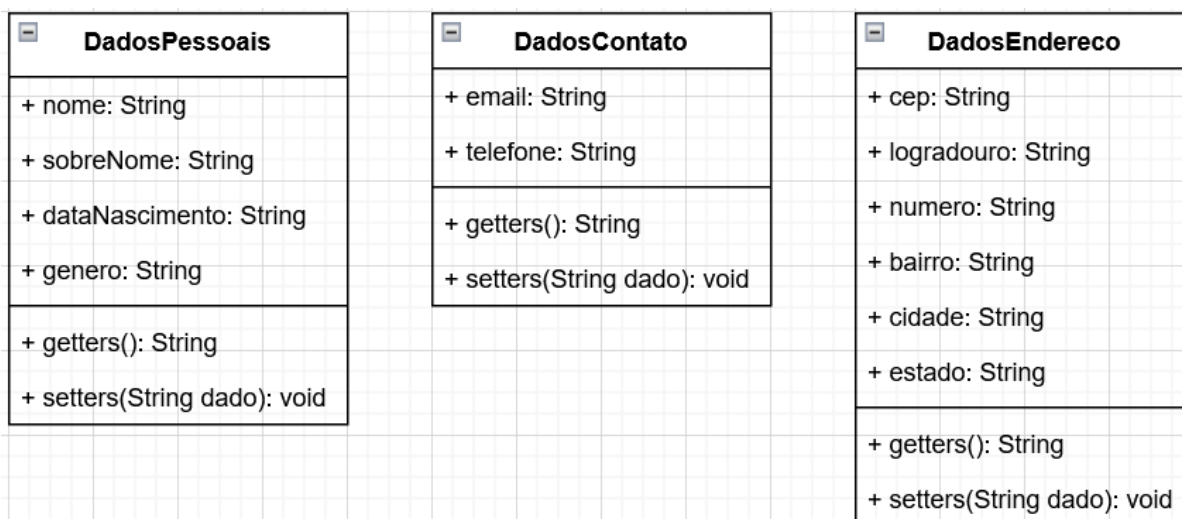 DadosPessoais
+ nome: String
+ sobreNome: String
+ dataNascimento: String
+ genero: String
+ getters(): String
+ setters(String dado): void
DadosContato
+ email: String
+ telefone: String
+ getters(): String
+ setters(String dado): void
DadosEndereco
+ cep: String
+ logradouro: String
+ numero: String
+ bairro: String
+ cidade: String
+ estado: String
+ getters(): String
+ setters(String dado): void